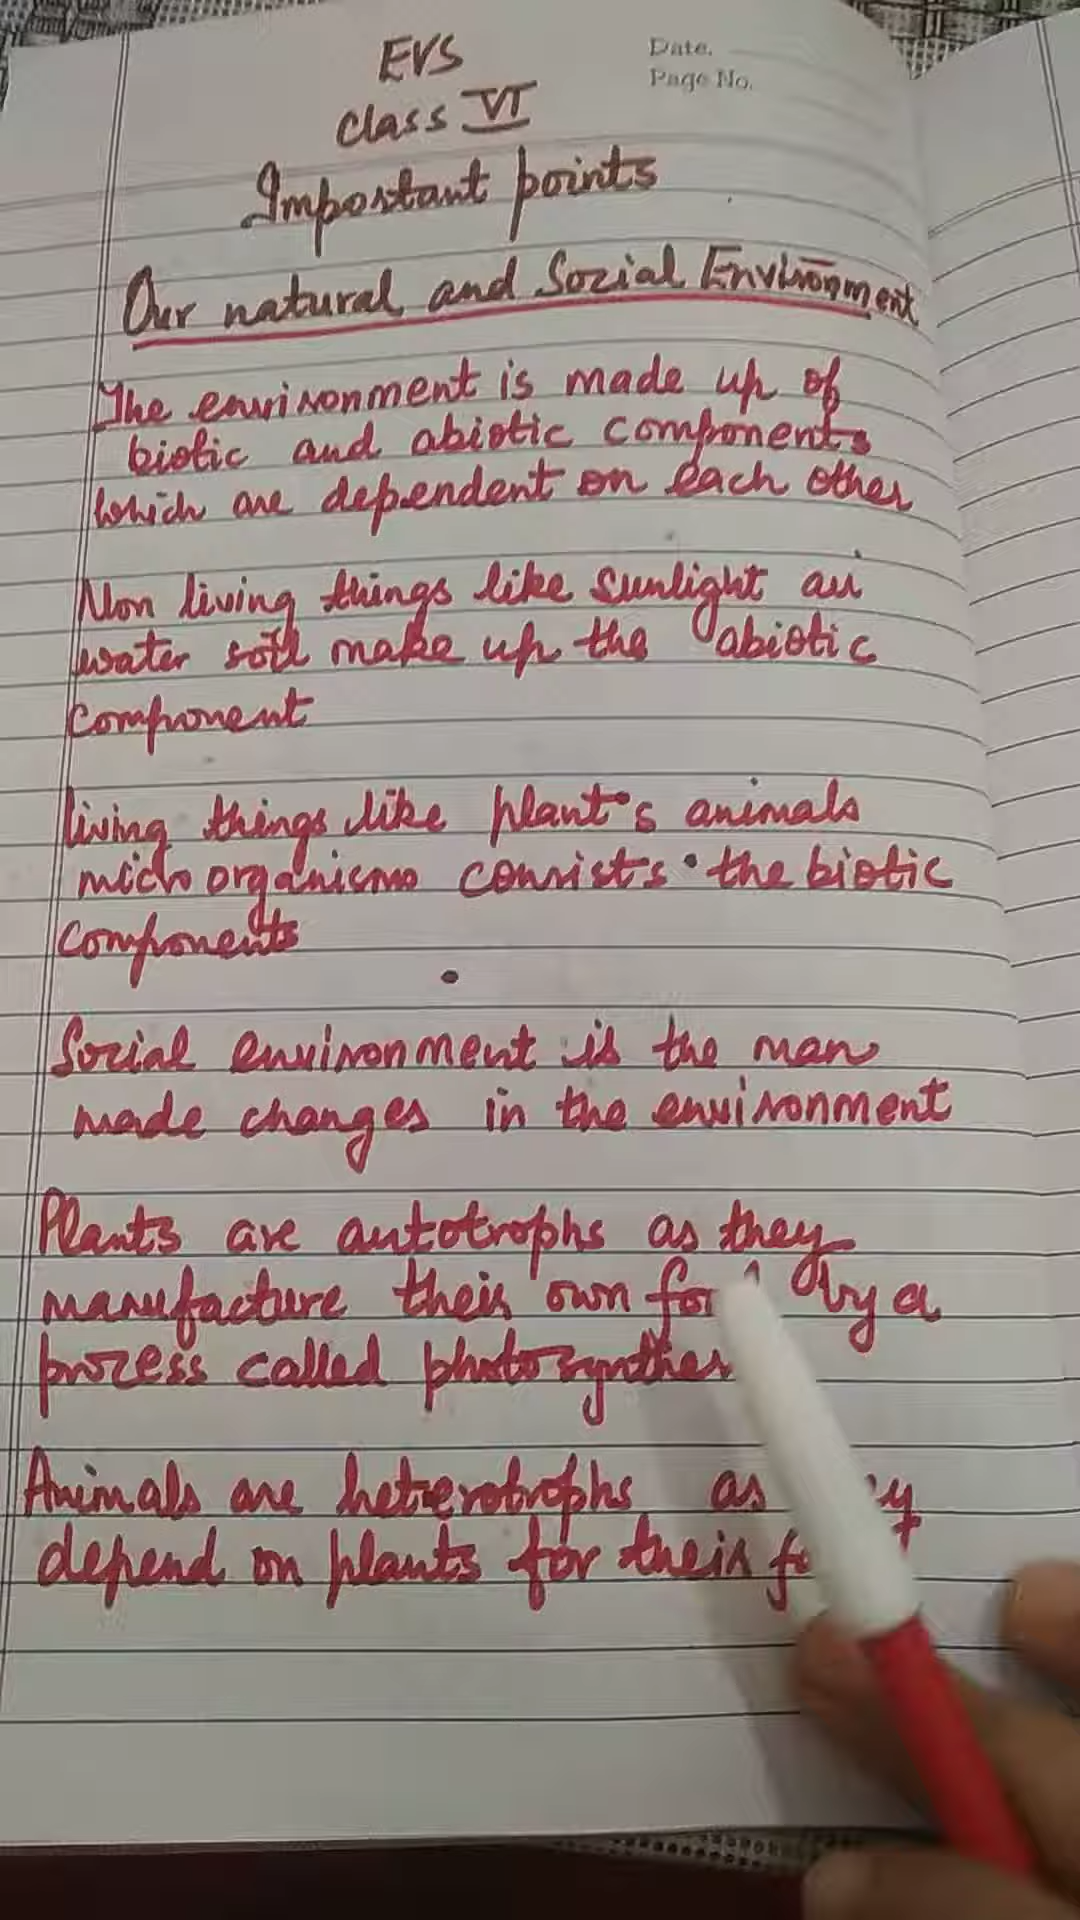 EVS
Date.
Page No.
Class VI
Important points
Our natural and Social Environment
The environment is made up of
biotic and abiotic components
which are dependent on each other
Non living things like sunlight air
water soil make up the abiotic
component
living things like plants animals
micro organisms consists the biotic
components
Social environment is the man
made changes in the environment
Plants are autotrophs as they
manufacture their own by a
process called
Animals are heterotrophs as
depend on plants for their